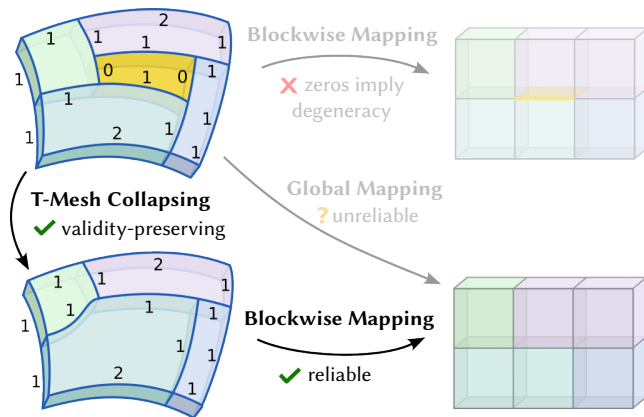 2
1 1 1 1
Blockwise Mapping
1 0 1 0 1
✗ zeros imply
degeneracy
1 1
1 2 1 1
Global Mapping
? unreliable
T-Mesh Collapsing
✔ validity-preserving
2
1 1 1
1 1 1
Blockwise Mapping
1 1
✔ reliable
1 2 1